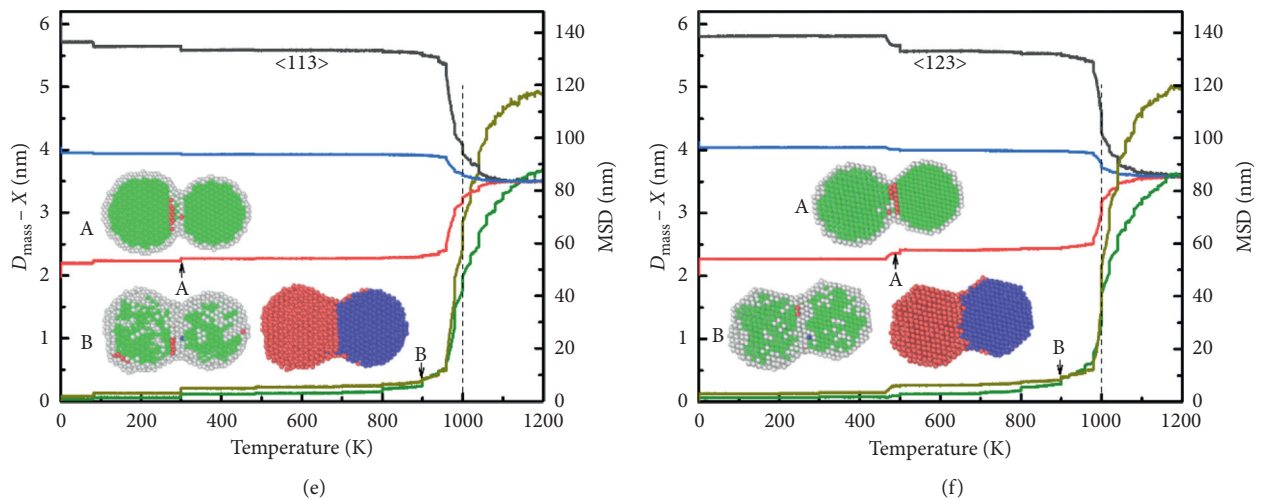 6
5
4
3
2
1
0
D_mass – X (nm)
140
120
100
80
60
40
20
0
MSD (nm)
<113>
A
A
B
B
0
200
400
600
800
1000
1200
Temperature (K)
(e)
6
5
4
3
2
1
0
D_mass – X (nm)
140
120
100
80
60
40
20
0
MSD (nm)
<123>
A
A
B
B
0
200
400
600
800
1000
1200
Temperature (K)
(f)